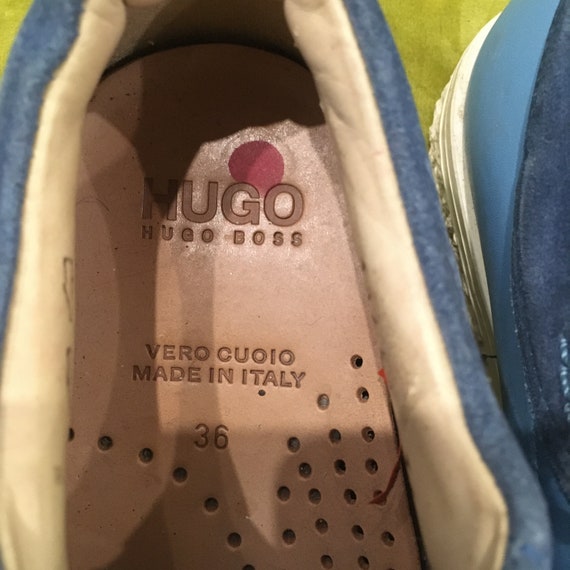 HUGO
HUGO BOSS
VERO CUOIO
MADE IN ITALY
36